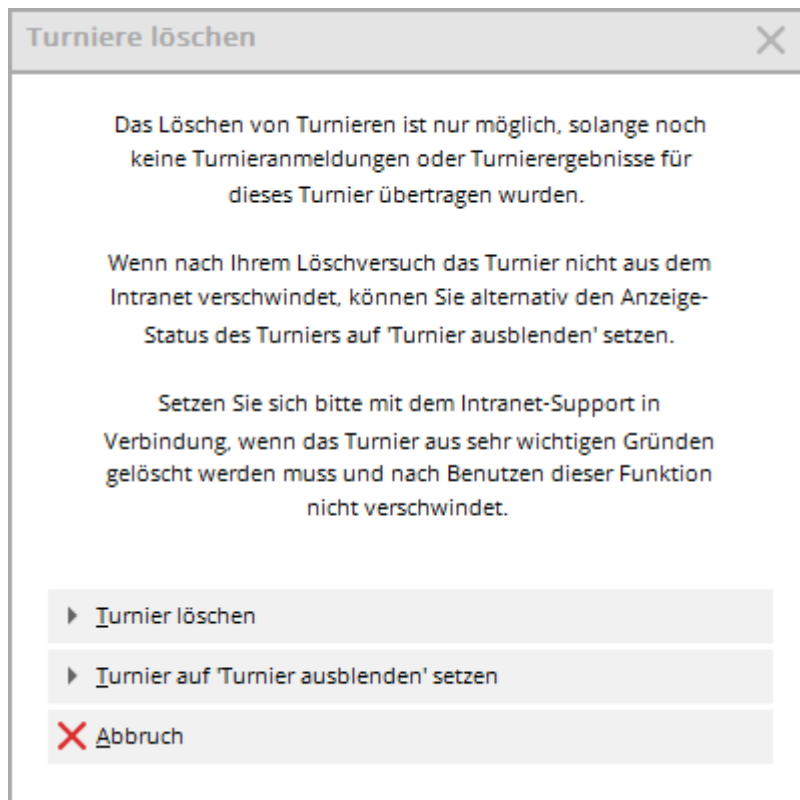 Turniere löschen
Das Löschen von Turnieren ist nur möglich, solange noch
keine Turnieranmeldungen oder Turnierergebnisse für
dieses Turnier übertragen wurden.
Wenn nach Ihrem Löschversuch das Turnier nicht aus dem
Intranet verschwindet, können Sie alternativ den Anzeige-
Status des Turniers auf 'Turnier ausblenden' setzen.
Setzen Sie sich bitte mit dem Intranet-Support in
Verbindung, wenn das Turnier aus sehr wichtigen Gründen
gelöscht werden muss und nach Benutzen dieser Funktion
nicht verschwindet.
Turnier löschen
Turnier auf 'Turnier ausblenden' setzen
Abbruch